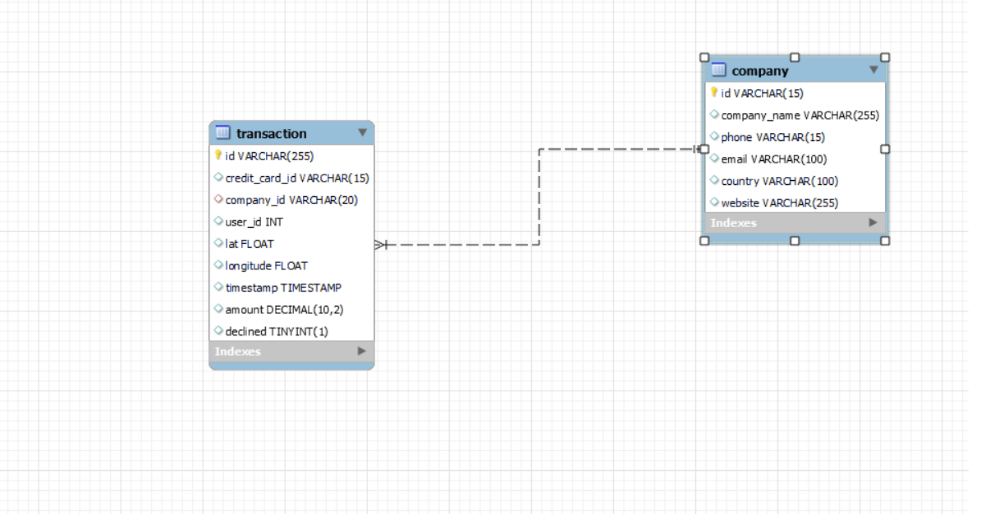 transaction
id VARCHAR(255)
credit_card_id VARCHAR(15)
company_id VARCHAR(20)
user_id INT
lat FLOAT
longitude FLOAT
timestamp TIMESTAMP
amount DECIMAL(10,2)
declined TINYINT(1)
Indexes
company
id VARCHAR(15)
company_name VARCHAR(255)
phone VARCHAR(15)
email VARCHAR(100)
country VARCHAR(100)
website VARCHAR(255)
Indexes